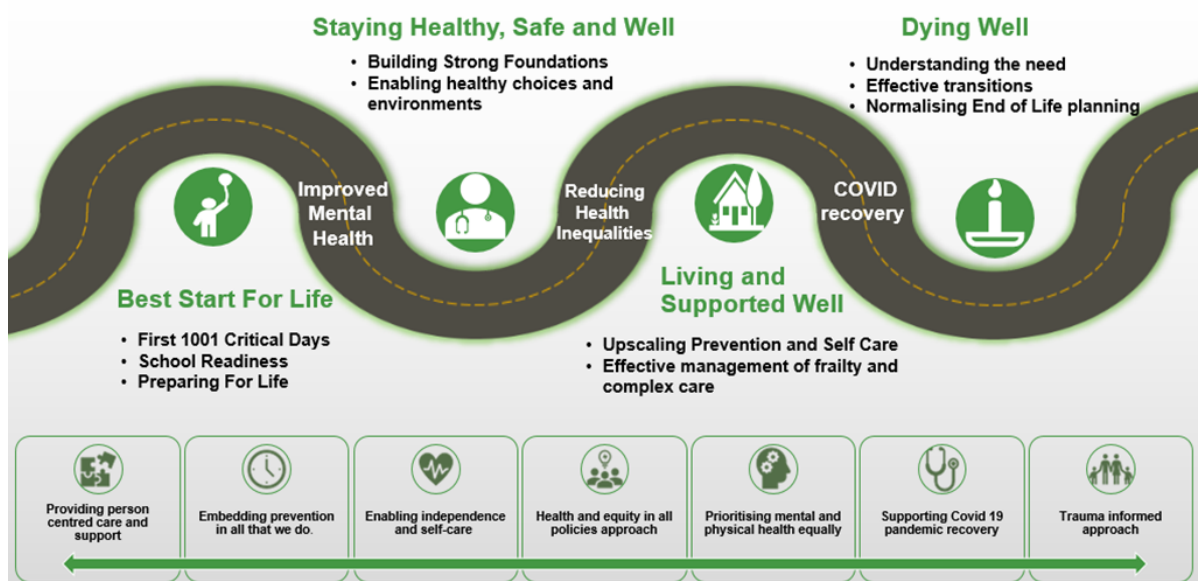 Staying Healthy, Safe and Well
• Building Strong Foundations
• Enabling healthy choices and
environments
Dying Well
• Understanding the need
• Effective transitions
• Normalising End of Life planning
Improved
Mental
Health
Reducing
Health
Inequalities
COVID
recovery
Best Start For Life
• First 1001 Critical Days
• School Readiness
• Preparing For Life
Living and
Supported Well
• Upscaling Prevention and Self Care
• Effective management of frailty and
complex care
Providing person
centred care and
support
Embedding prevention
in all that we do.
Enabling independence
and self-care
Health and equity in all
policies approach
Prioritising mental and
physical health equally
Supporting Covid 19
pandemic recovery
Trauma informed
approach